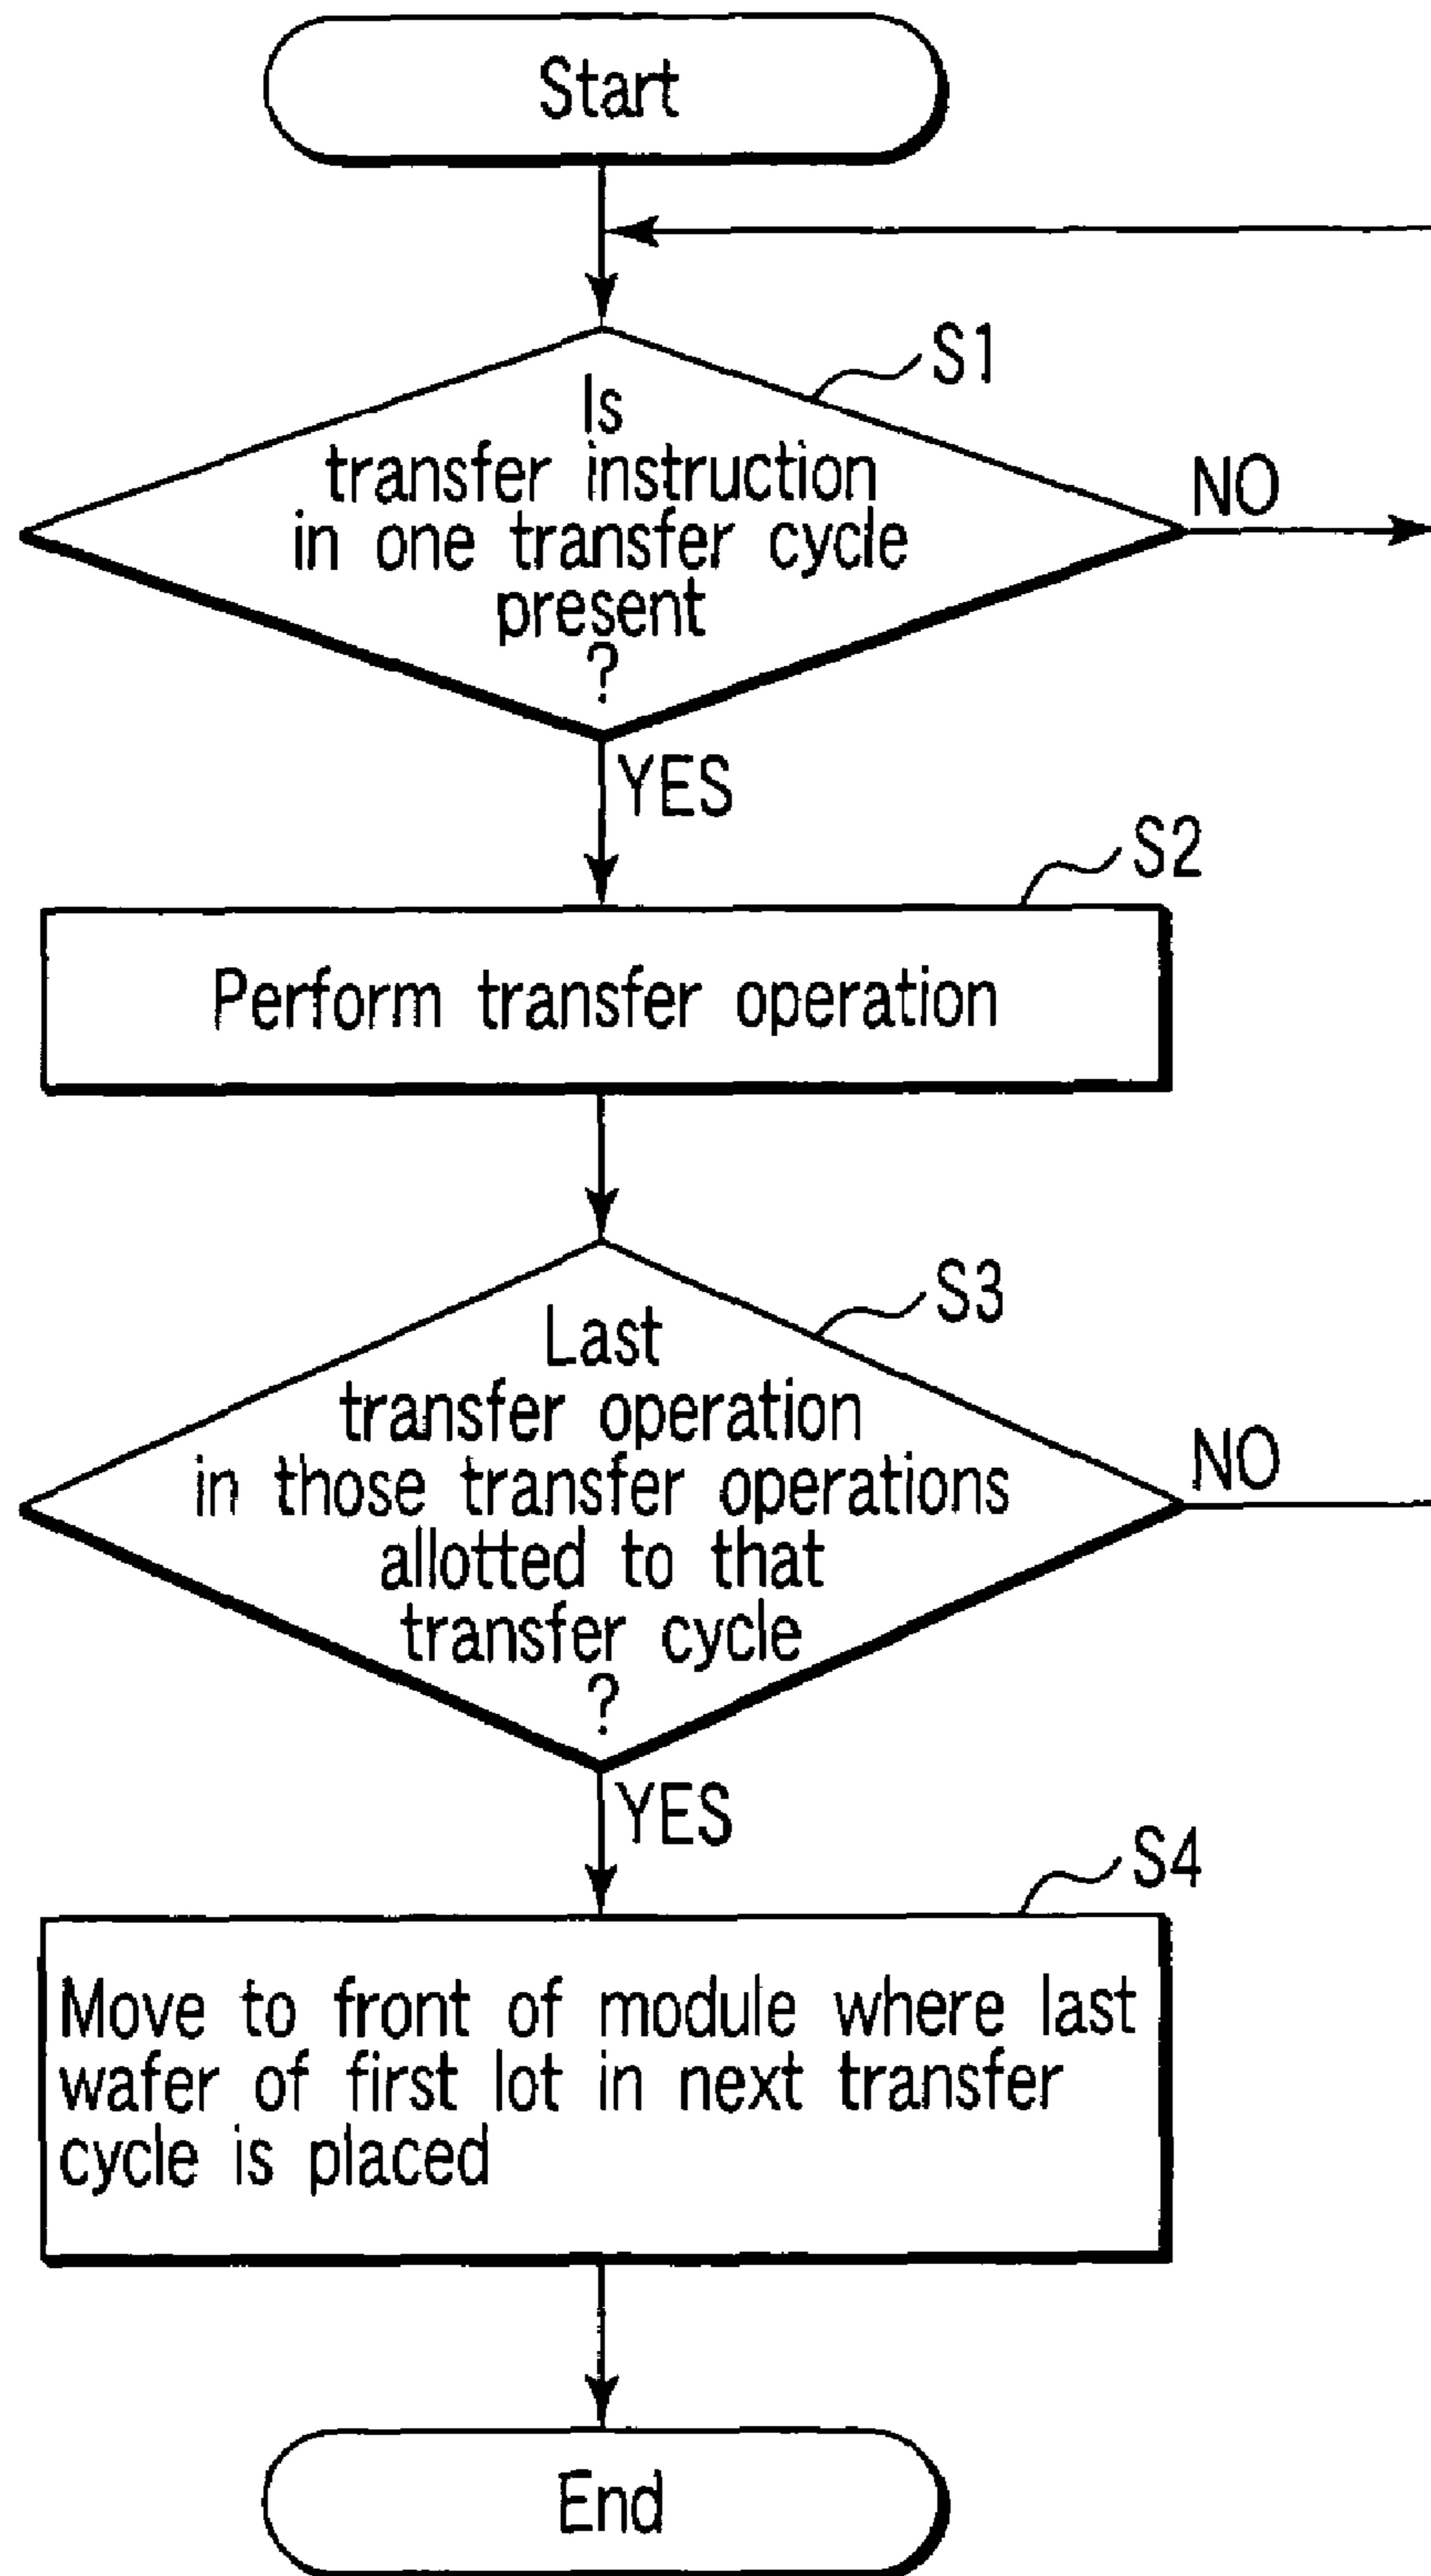 Start
S1
Is
transfer instruction
in one transfer cycle
present
?
NO
YES
S2
Perform transfer operation
S3
Last
transfer operation
in those transfer operations
allotted to that
transfer cycle
?
NO
YES
S4
Move to front of module where last
wafer of first lot in next transfer
cycle is placed
End